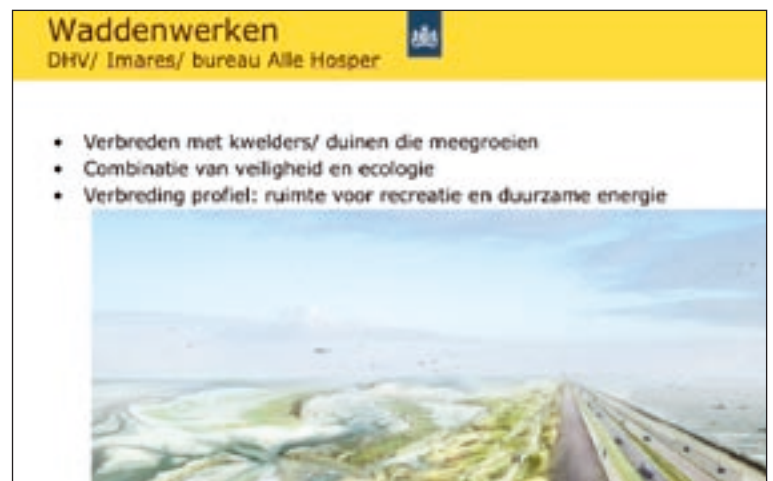 Waddenwerken
DHV/ Imares/ bureau Alle Hosper
• Verbreden met kwelders/ duinen die meegroeien
• Combinatie van veiligheid en ecologie
• Verbreding profiel: ruimte voor recreatie en duurzame energie